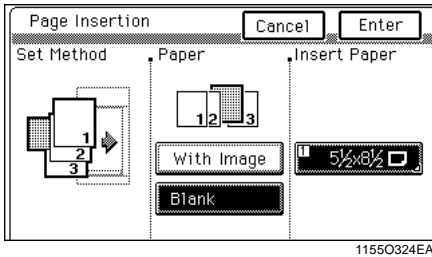 Page Insertion
Cancel
Enter
Set Method
Paper
Insert Paper
1
2
3
1 2 3
With Image
Blank
1
5½x8½
1155O324EA